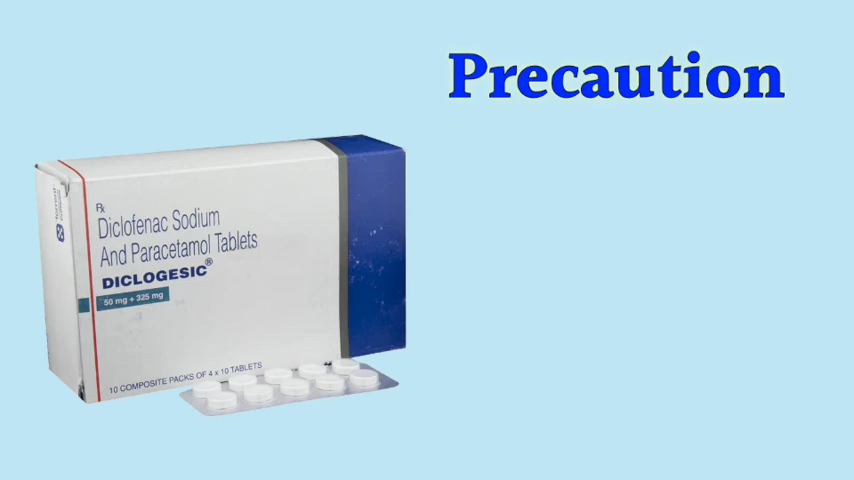 Precaution
Rx
Diclofenac Sodium
And Paracetamol Tablets
DICLOGESIC®
50 mg + 325 mg
10 COMPOSITE PACKS OF 4 x 10 TABLETS